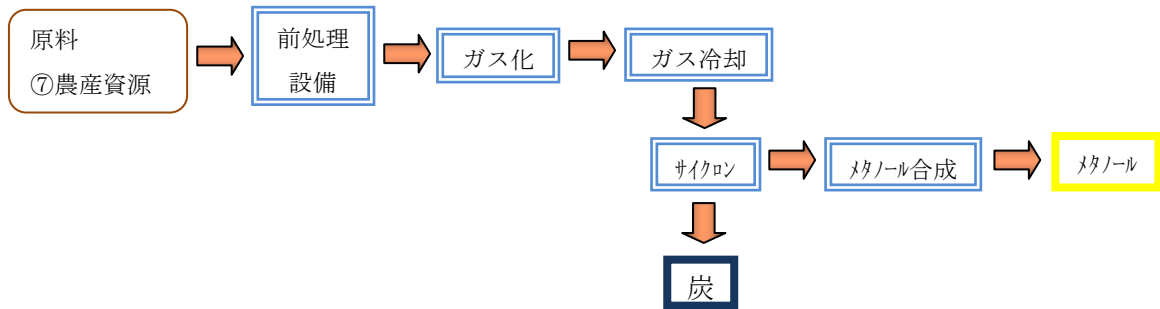 原料
⑦農産資源
前処理
設備
ガス化
ガス冷却
ｻｲｸﾛﾝ
ﾒﾀﾉｰﾙ合成
ﾒﾀﾉｰﾙ
炭